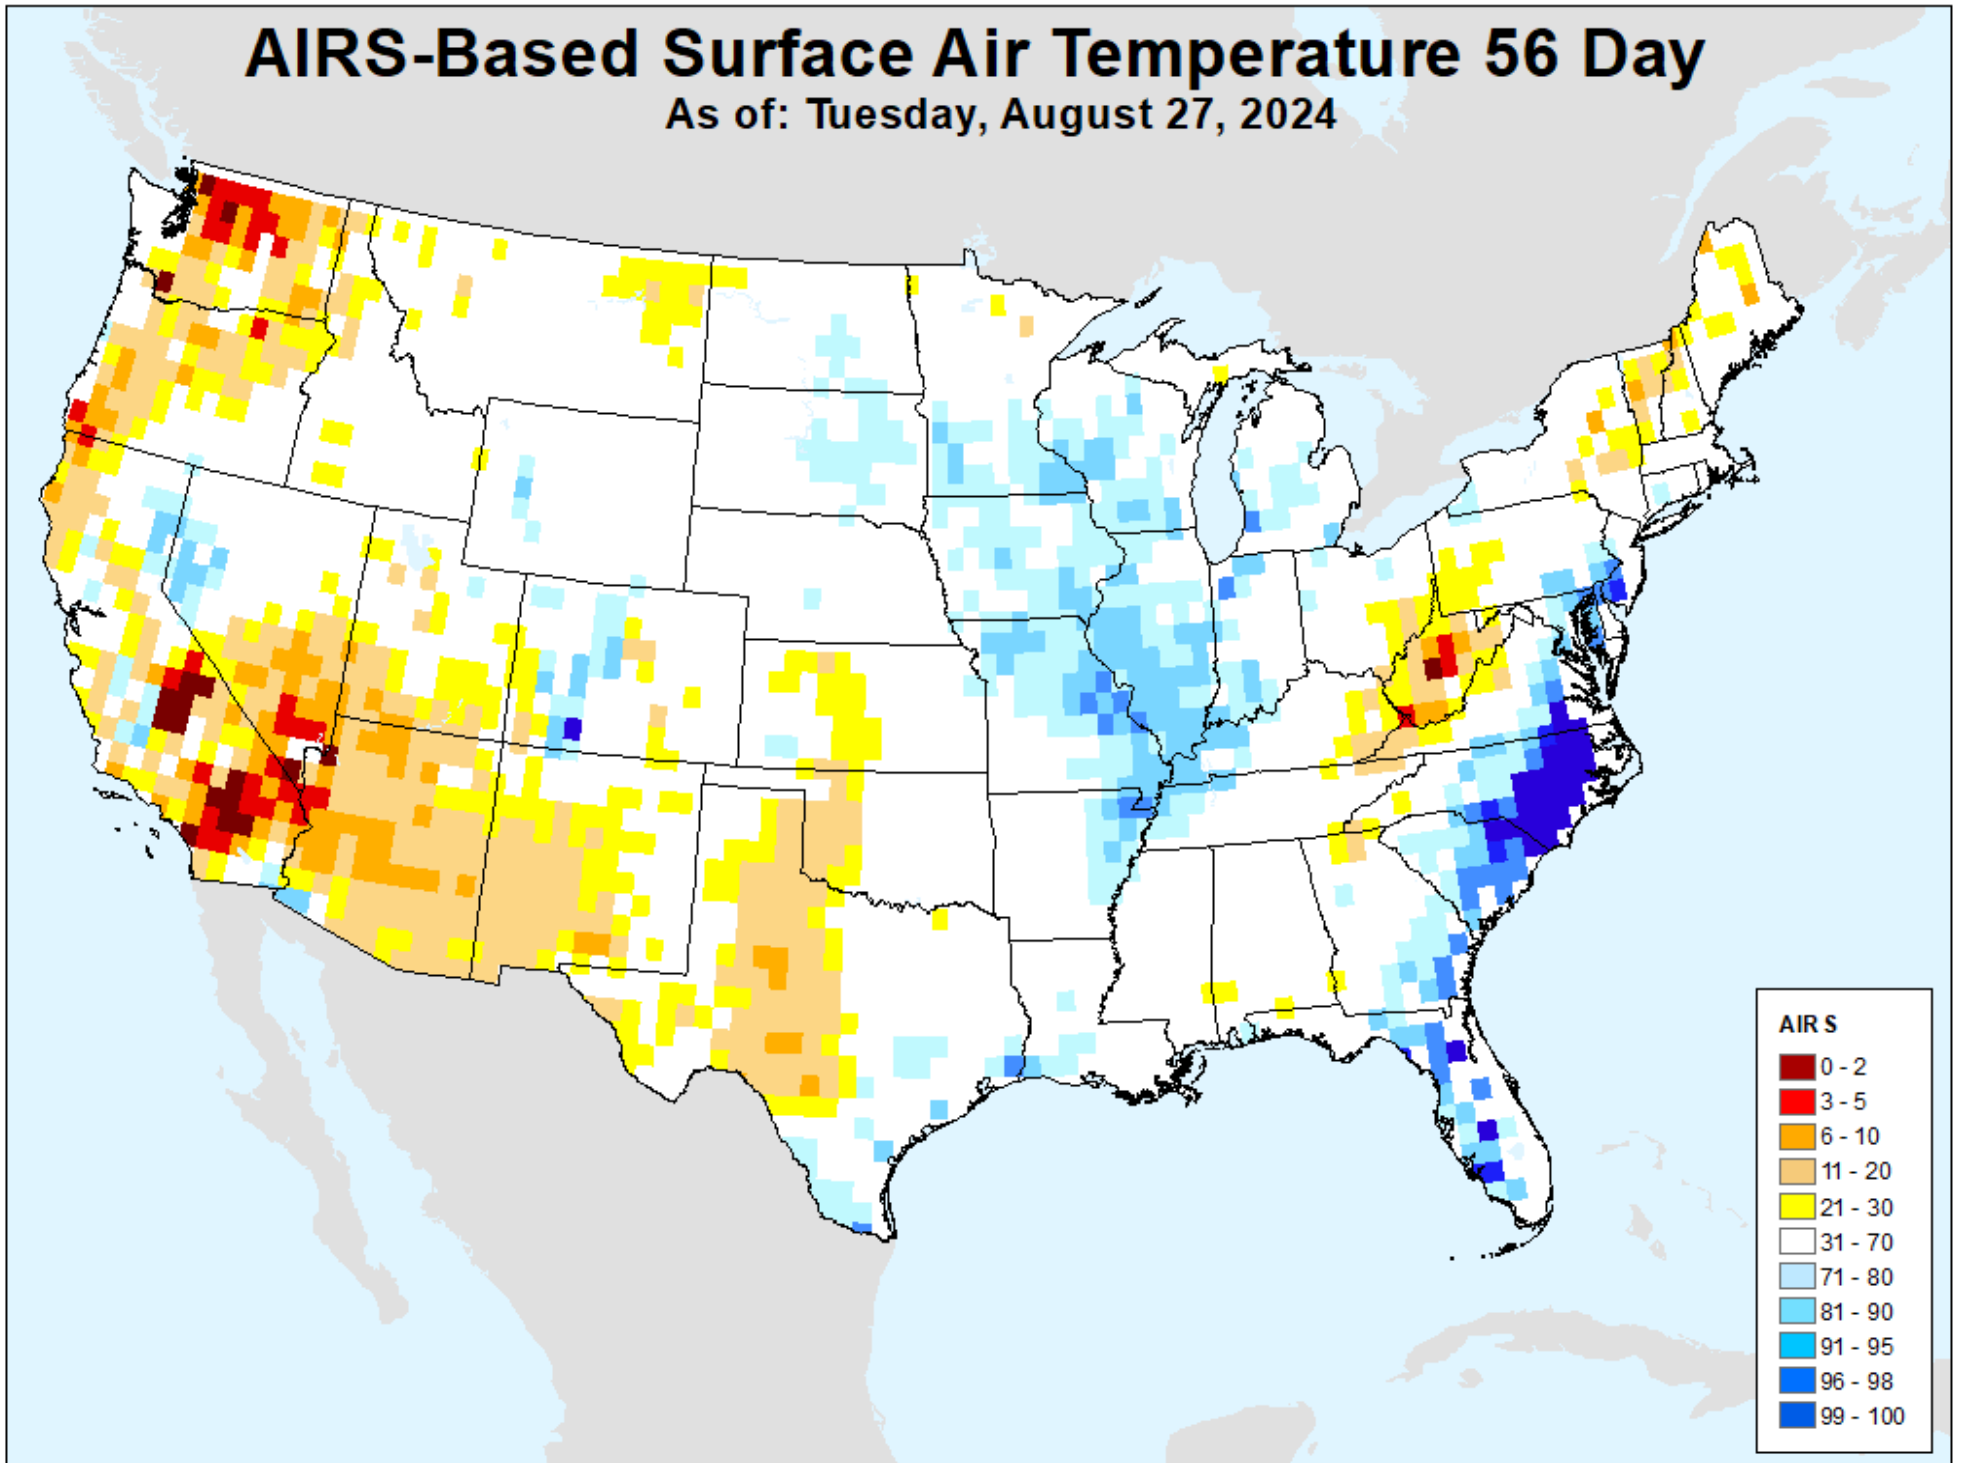 AIRS-Based Surface Air Temperature 56 Day
As of: Tuesday, August 27, 2024
AIRS
0 - 2
3 - 5
6 - 10
11 - 20
21 - 30
31 - 70
71 - 80
81 - 90
91 - 95
96 - 98
99 - 100